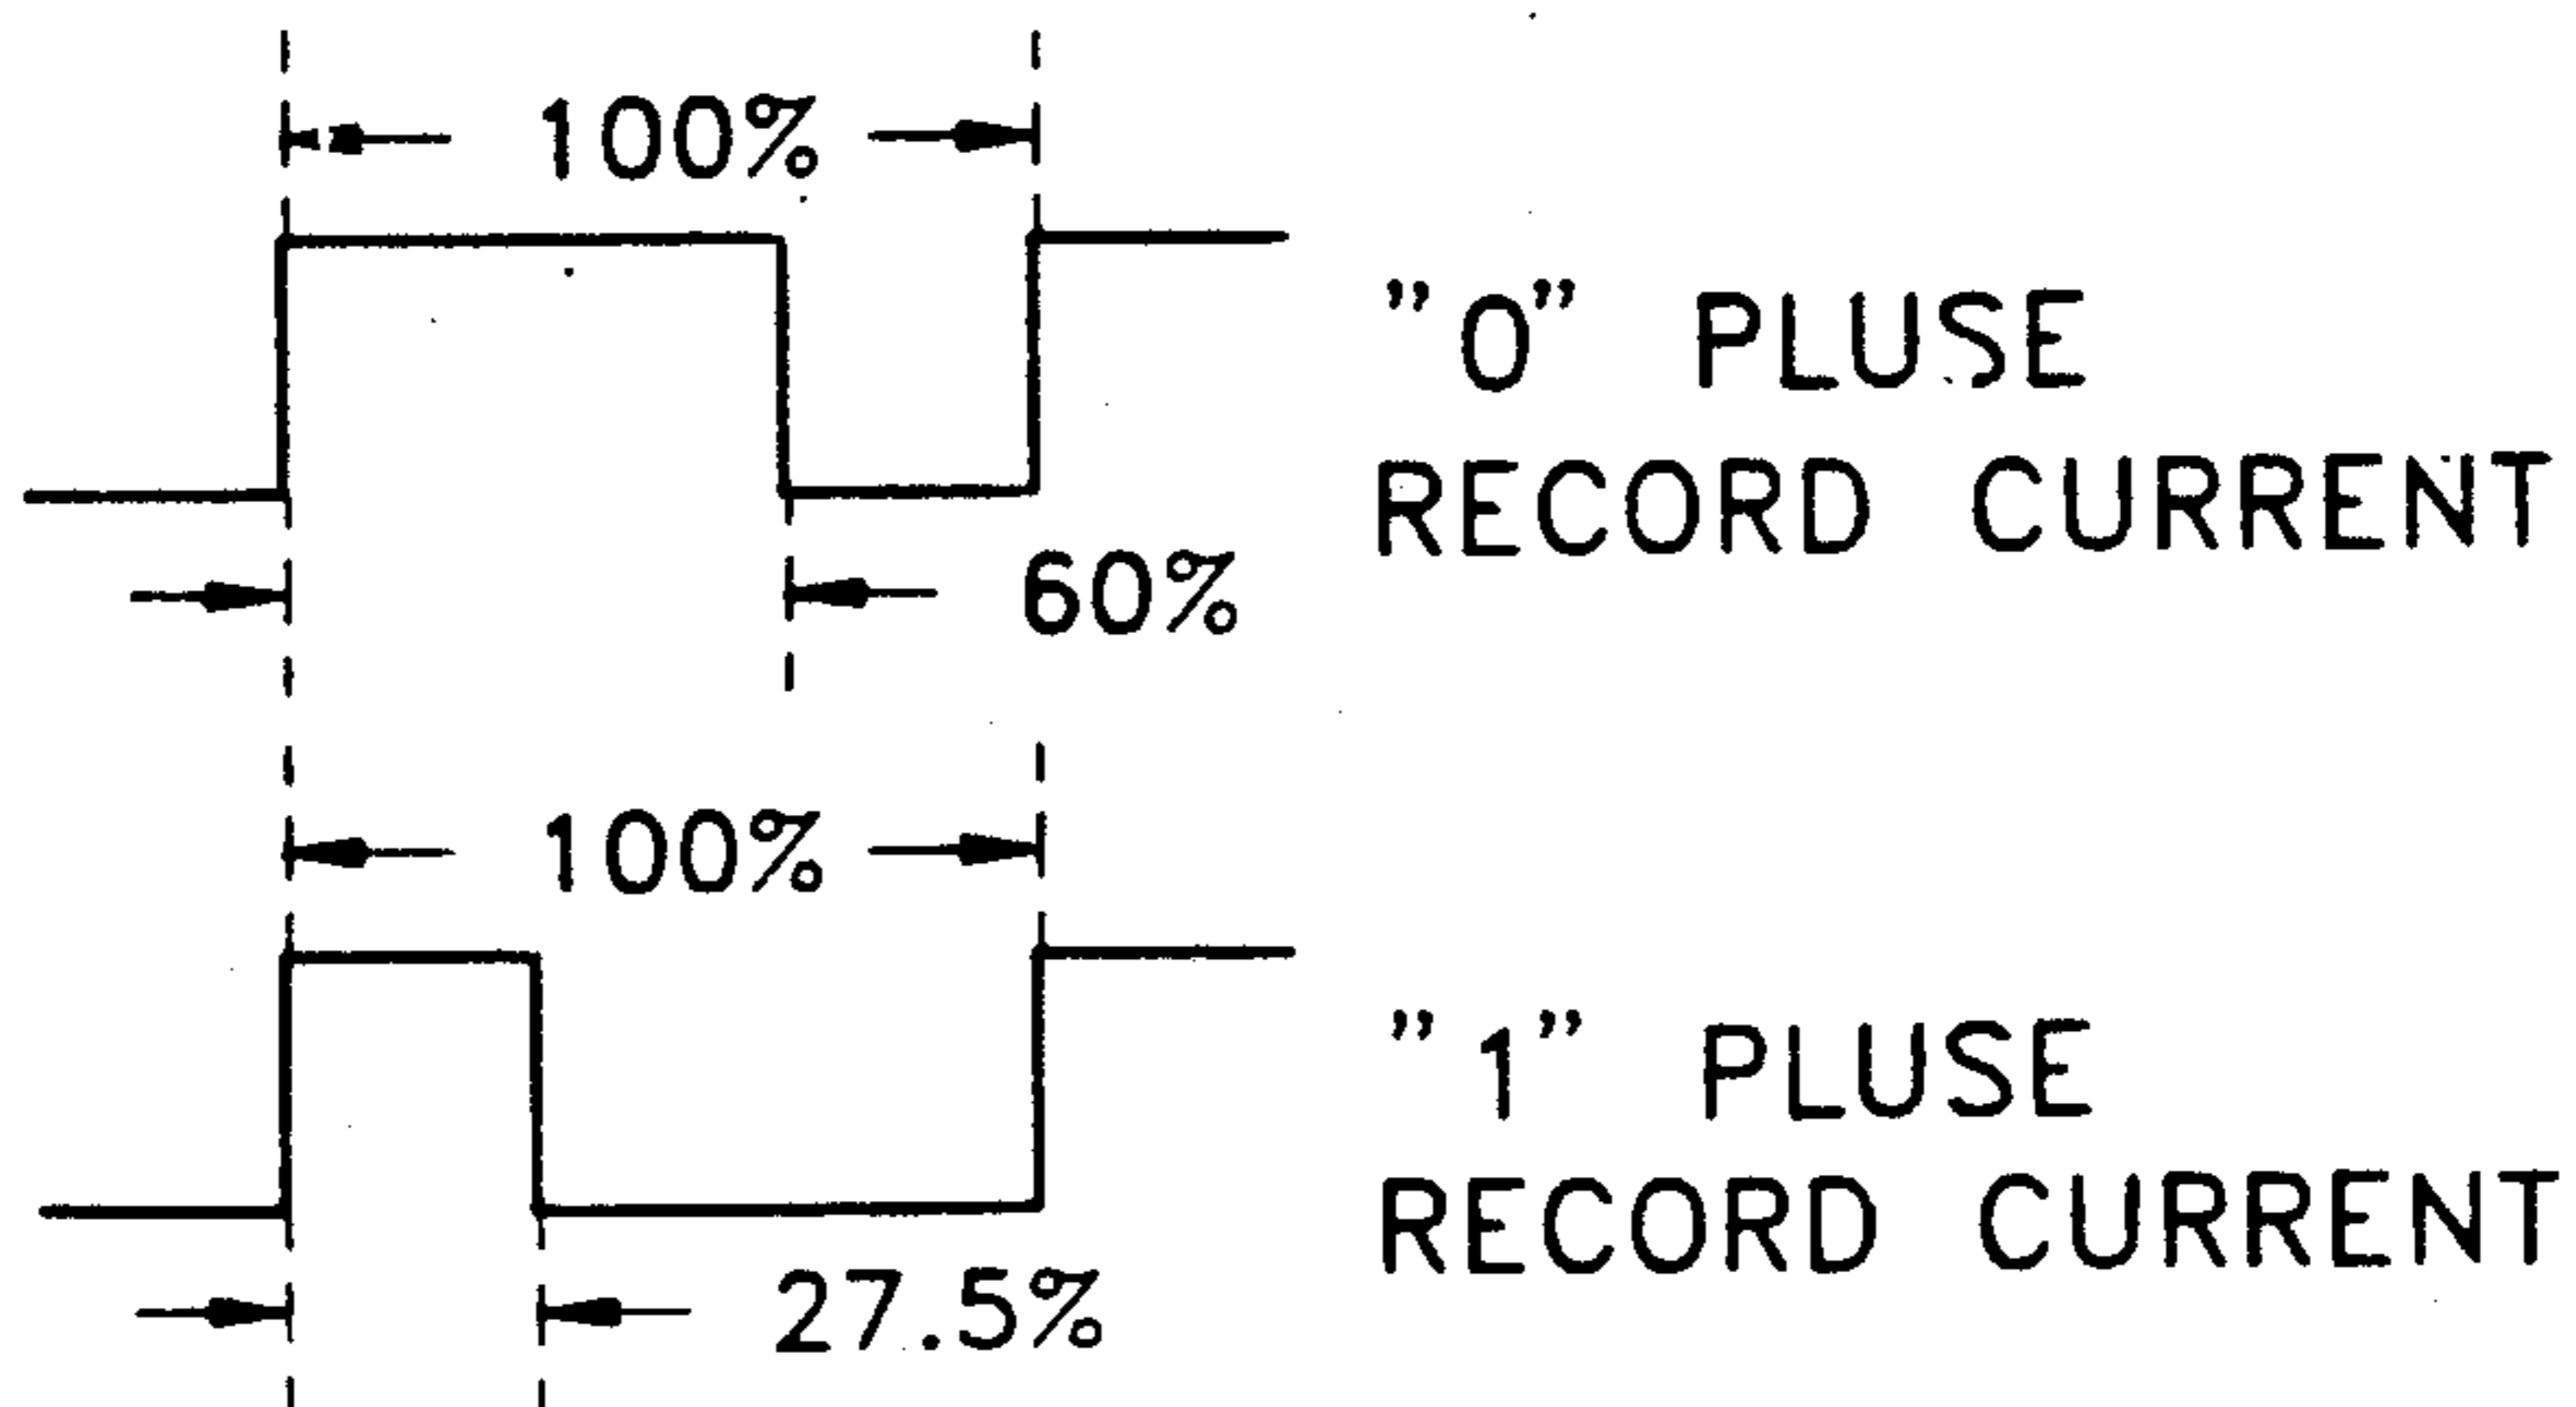 100%
"0" PLUSE
RECORD CURRENT
60%
100%
"1" PLUSE
RECORD CURRENT
27.5%